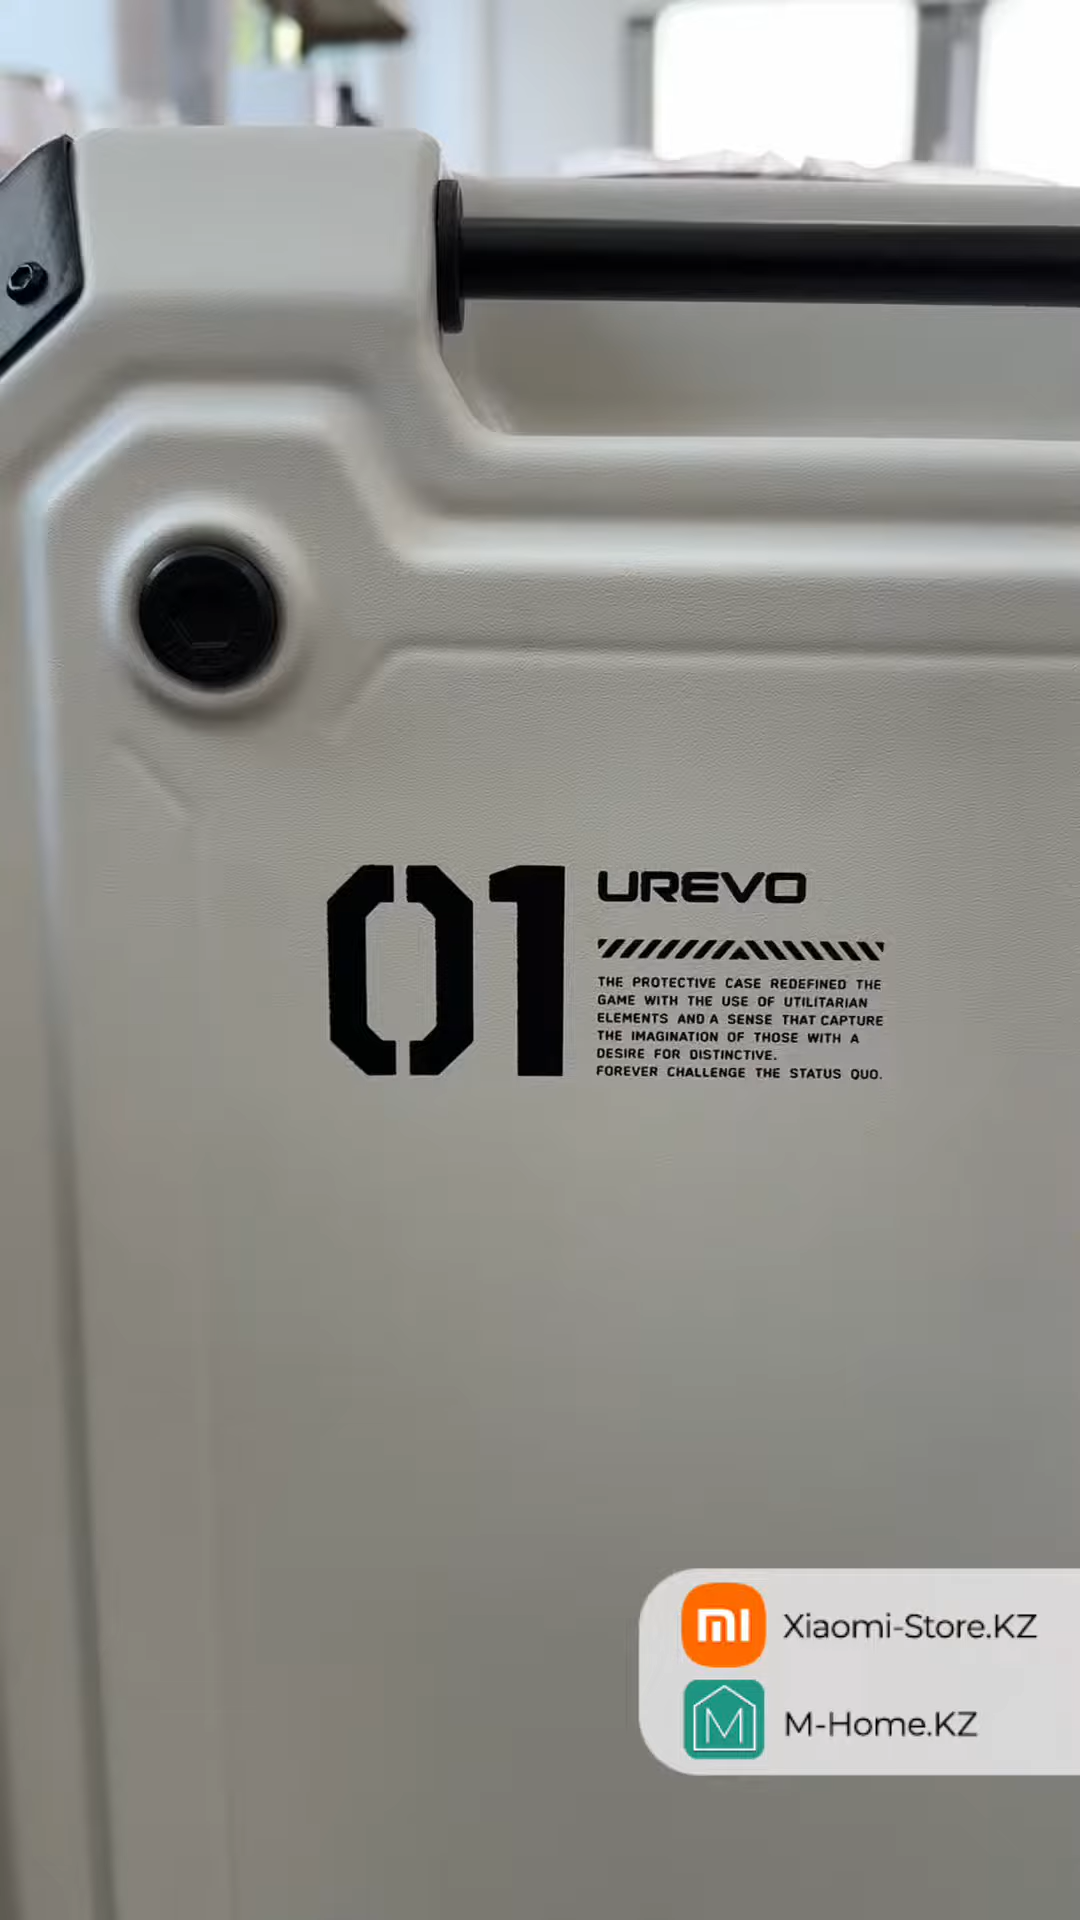 01
UREVO
THE PROTECTIVE CASE REDEFINED THE
GAME WITH THE USE OF UTILITARIAN
ELEMENTS AND A SENSE THAT CAPTURE
THE IMAGINATION OF THOSE WITH A
DESIRE FOR DISTINCTIVE.
FOREVER CHALLENGE THE STATUS QUO.
mi Xiaomi-Store.KZ
M M-Home.KZ